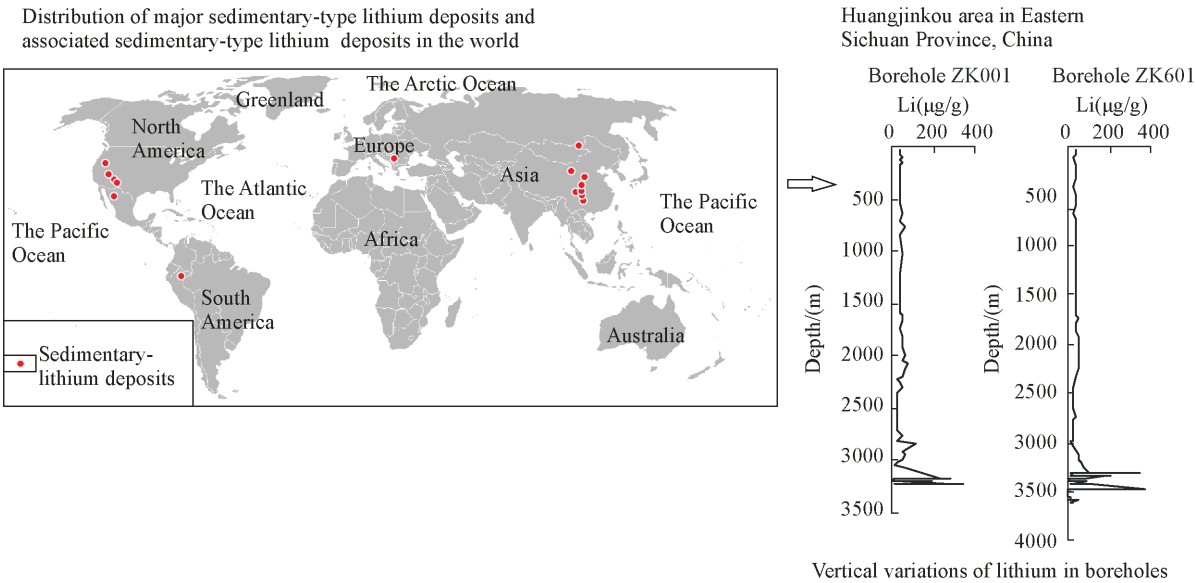 Distribution of major sedimentary-type lithium deposits and
associated sedimentary-type lithium deposits in the world
The Arctic Ocean
Greenland
North
America
Europe
Asia
The Atlantic
Ocean
The Pacific
Ocean
The Pacific
Ocean
Africa
South
America
Australia
Sedimentary-
lithium deposits
Huangjinkou area in Eastern
Sichuan Province, China
Borehole ZK001
Li(μg/g)
0 200 400
Depth/(m)
500
1000
1500
2000
2500
3000
3500
Borehole ZK601
Li(μg/g)
0 200 400
Depth/(m)
500
1000
1500
2000
2500
3000
3500
4000
Vertical variations of lithium in boreholes